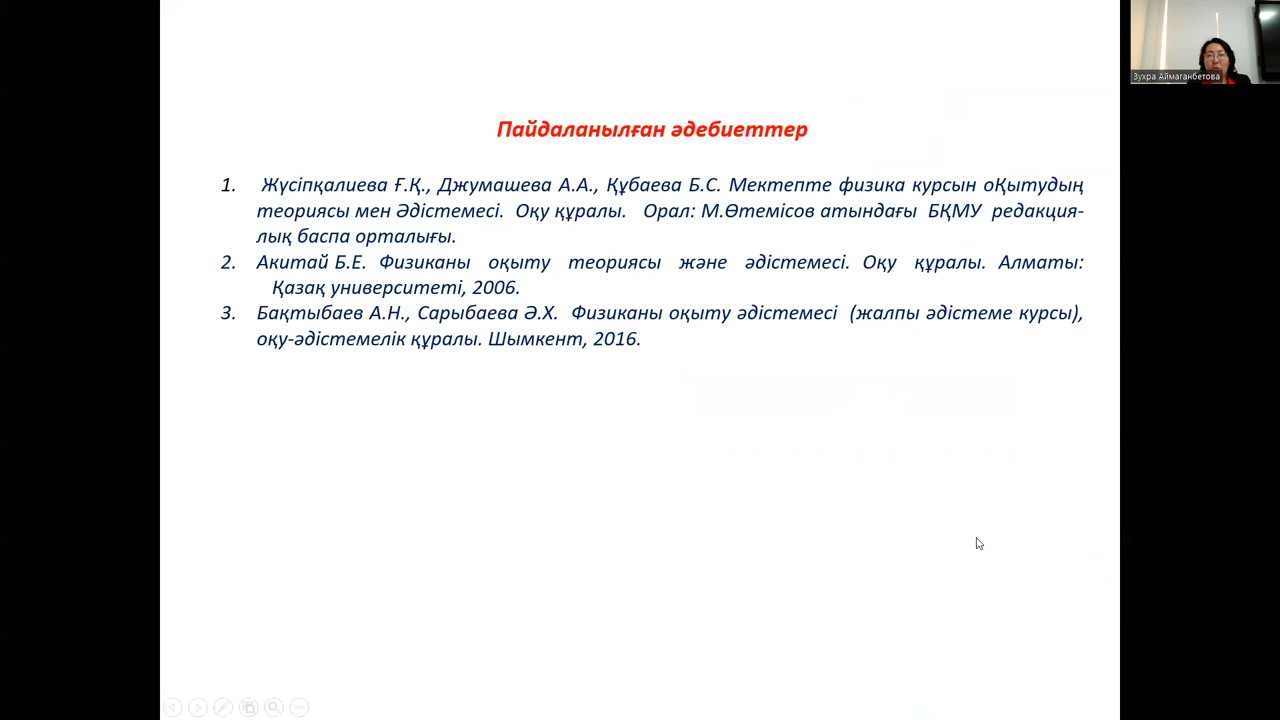 Пайдаланылған әдебиеттер
1. Жүсіпқалиева Ғ.Қ., Джумашева А.А., Құбаева Б.С. Мектепте физика курсын оҚытудың
теориясы мен Әдістемесі. Оқу құралы. Орал: М.Өтемісов атындағы БҚМУ редакция-
лық баспа орталығы.
2. Акитай Б.Е. Физиканы оқыту теориясы және әдістемесі. Оқу құралы. Алматы:
Қазақ университеті, 2006.
3. Бақтыбаев А.Н., Сарыбаева Ә.Х. Физиканы оқыту әдістемесі (жалпы әдістеме курсы),
оқу-әдістемелік құралы. Шымкент, 2016.
Зухра Аймаганбетова